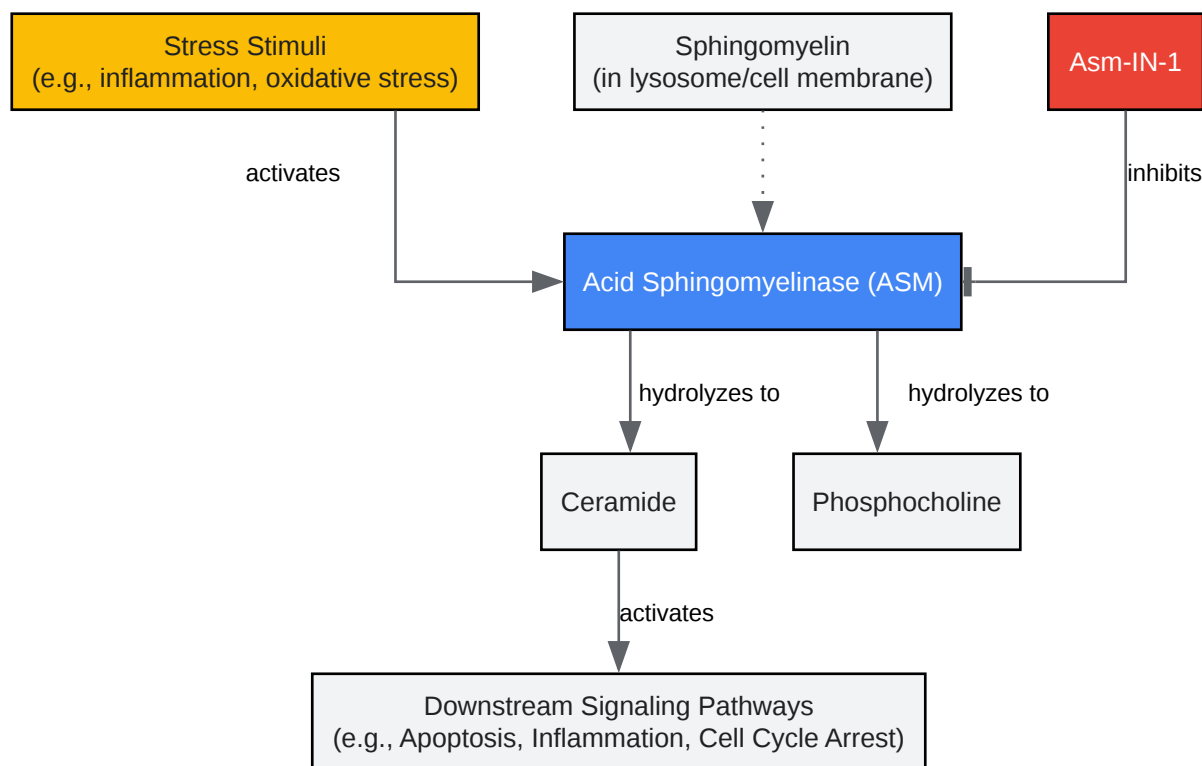 Stress Stimuli
(e.g., inflammation, oxidative stress)
Sphingomyelin
(in lysosome/cell membrane)
Asm-IN-1
activates
inhibits
Acid Sphingomyelinase (ASM)
hydrolyzes to
hydrolyzes to
Ceramide
Phosphocholine
activates
Downstream Signaling Pathways
(e.g., Apoptosis, Inflammation, Cell Cycle Arrest)